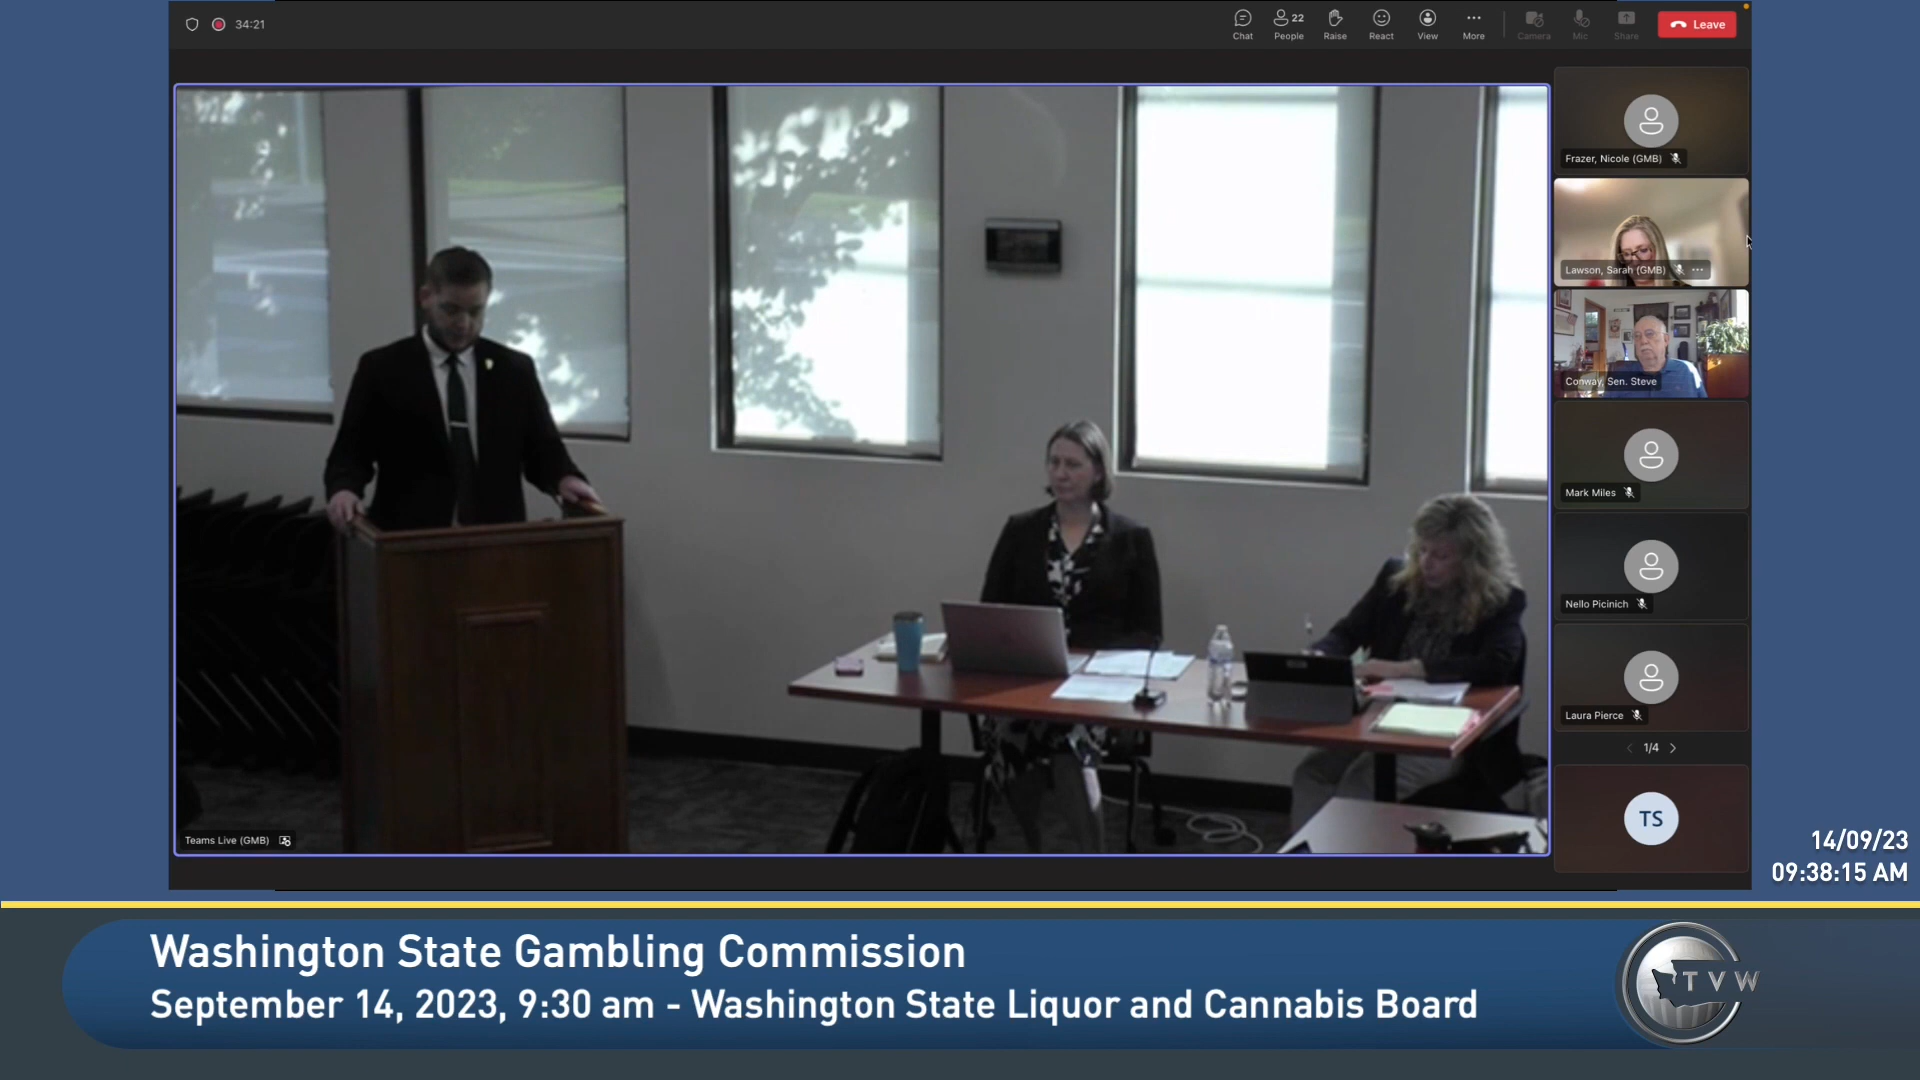 34:21
Chat
22
People
Raise
React
View
More
Camera
Mic
Share
Leave
Frazer, Nicole (GMB)
Lawson, Sarah (GMB)
Conway, Sen. Steve
Mark Miles
Nello Picinich
Laura Pierce
1/4
TS
Teams Live (GMB)
14/09/23
09:38:15 AM
Washington State Gambling Commission
September 14, 2023, 9:30 am - Washington State Liquor and Cannabis Board
TVW